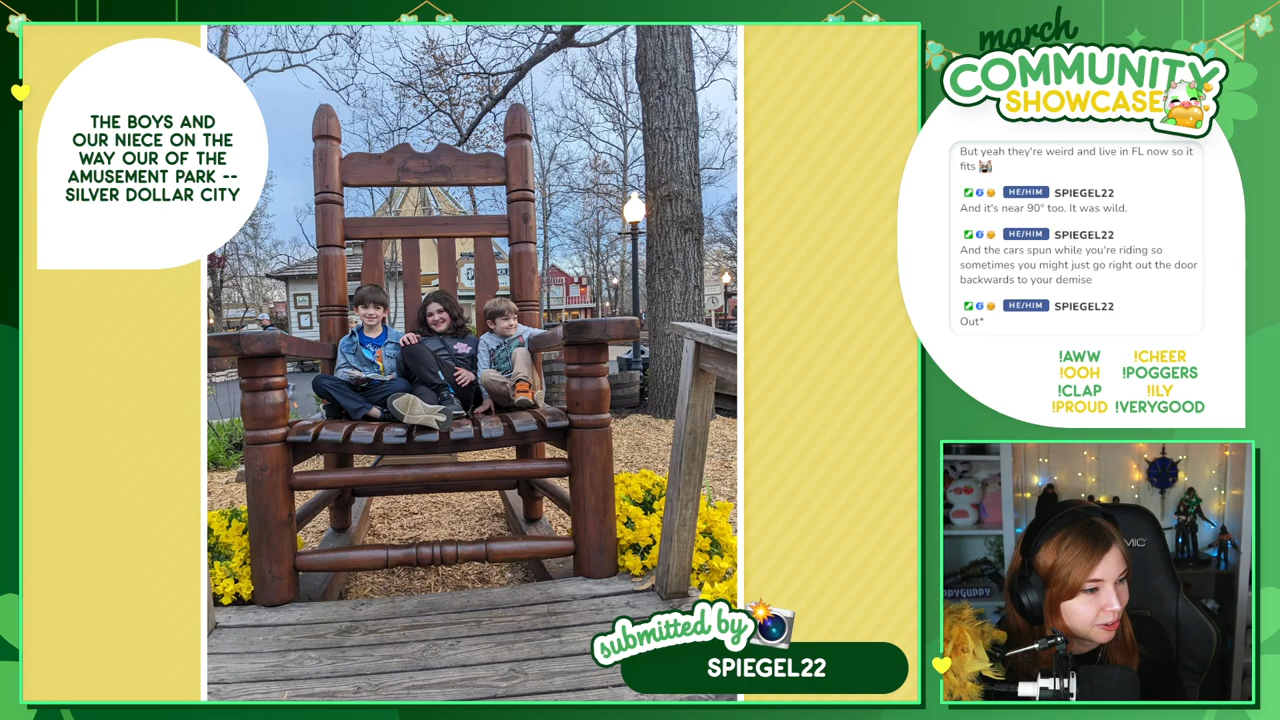 THE BOYS AND
OUR NIECE ON THE
WAY OUR OF THE
AMUSEMENT PARK --
SILVER DOLLAR CITY
march
COMMUNITY
SHOWCASE
But yeah they're weird and live in FL now so it
fits
HE/HIM SPIEGEL22
And it's near 90° too. It was wild.
HE/HIM SPIEGEL22
And the cars spun while you're riding so
sometimes you might just go right out the door
backwards to your demise
HE/HIM SPIEGEL22
Out*
!AWW !CHEER
!OOH !POGGERS
!CLAP !ILY
!PROUD !VERYGOOD
submitted by
SPIEGEL22